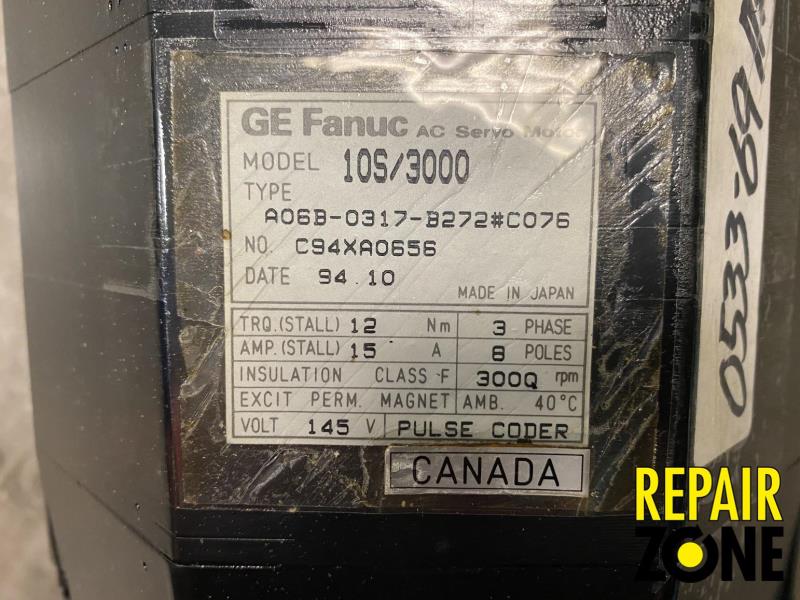 GE Fanuc AC Servo Motor
MODEL 10S/3000
TYPE
A06B-0317-B272#C076
NO. C94XA0656
DATE 94.10
MADE IN JAPAN
TRQ.(STALL) 12 Nm 3 PHASE
AMP.(STALL) 15 A 8 POLES
INSULATION CLASS F 3000 rpm
EXCIT PERM. MAGNET AMB. 40°C
VOLT 145 V PULSE CODER
CANADA
REPAIR
ZONE